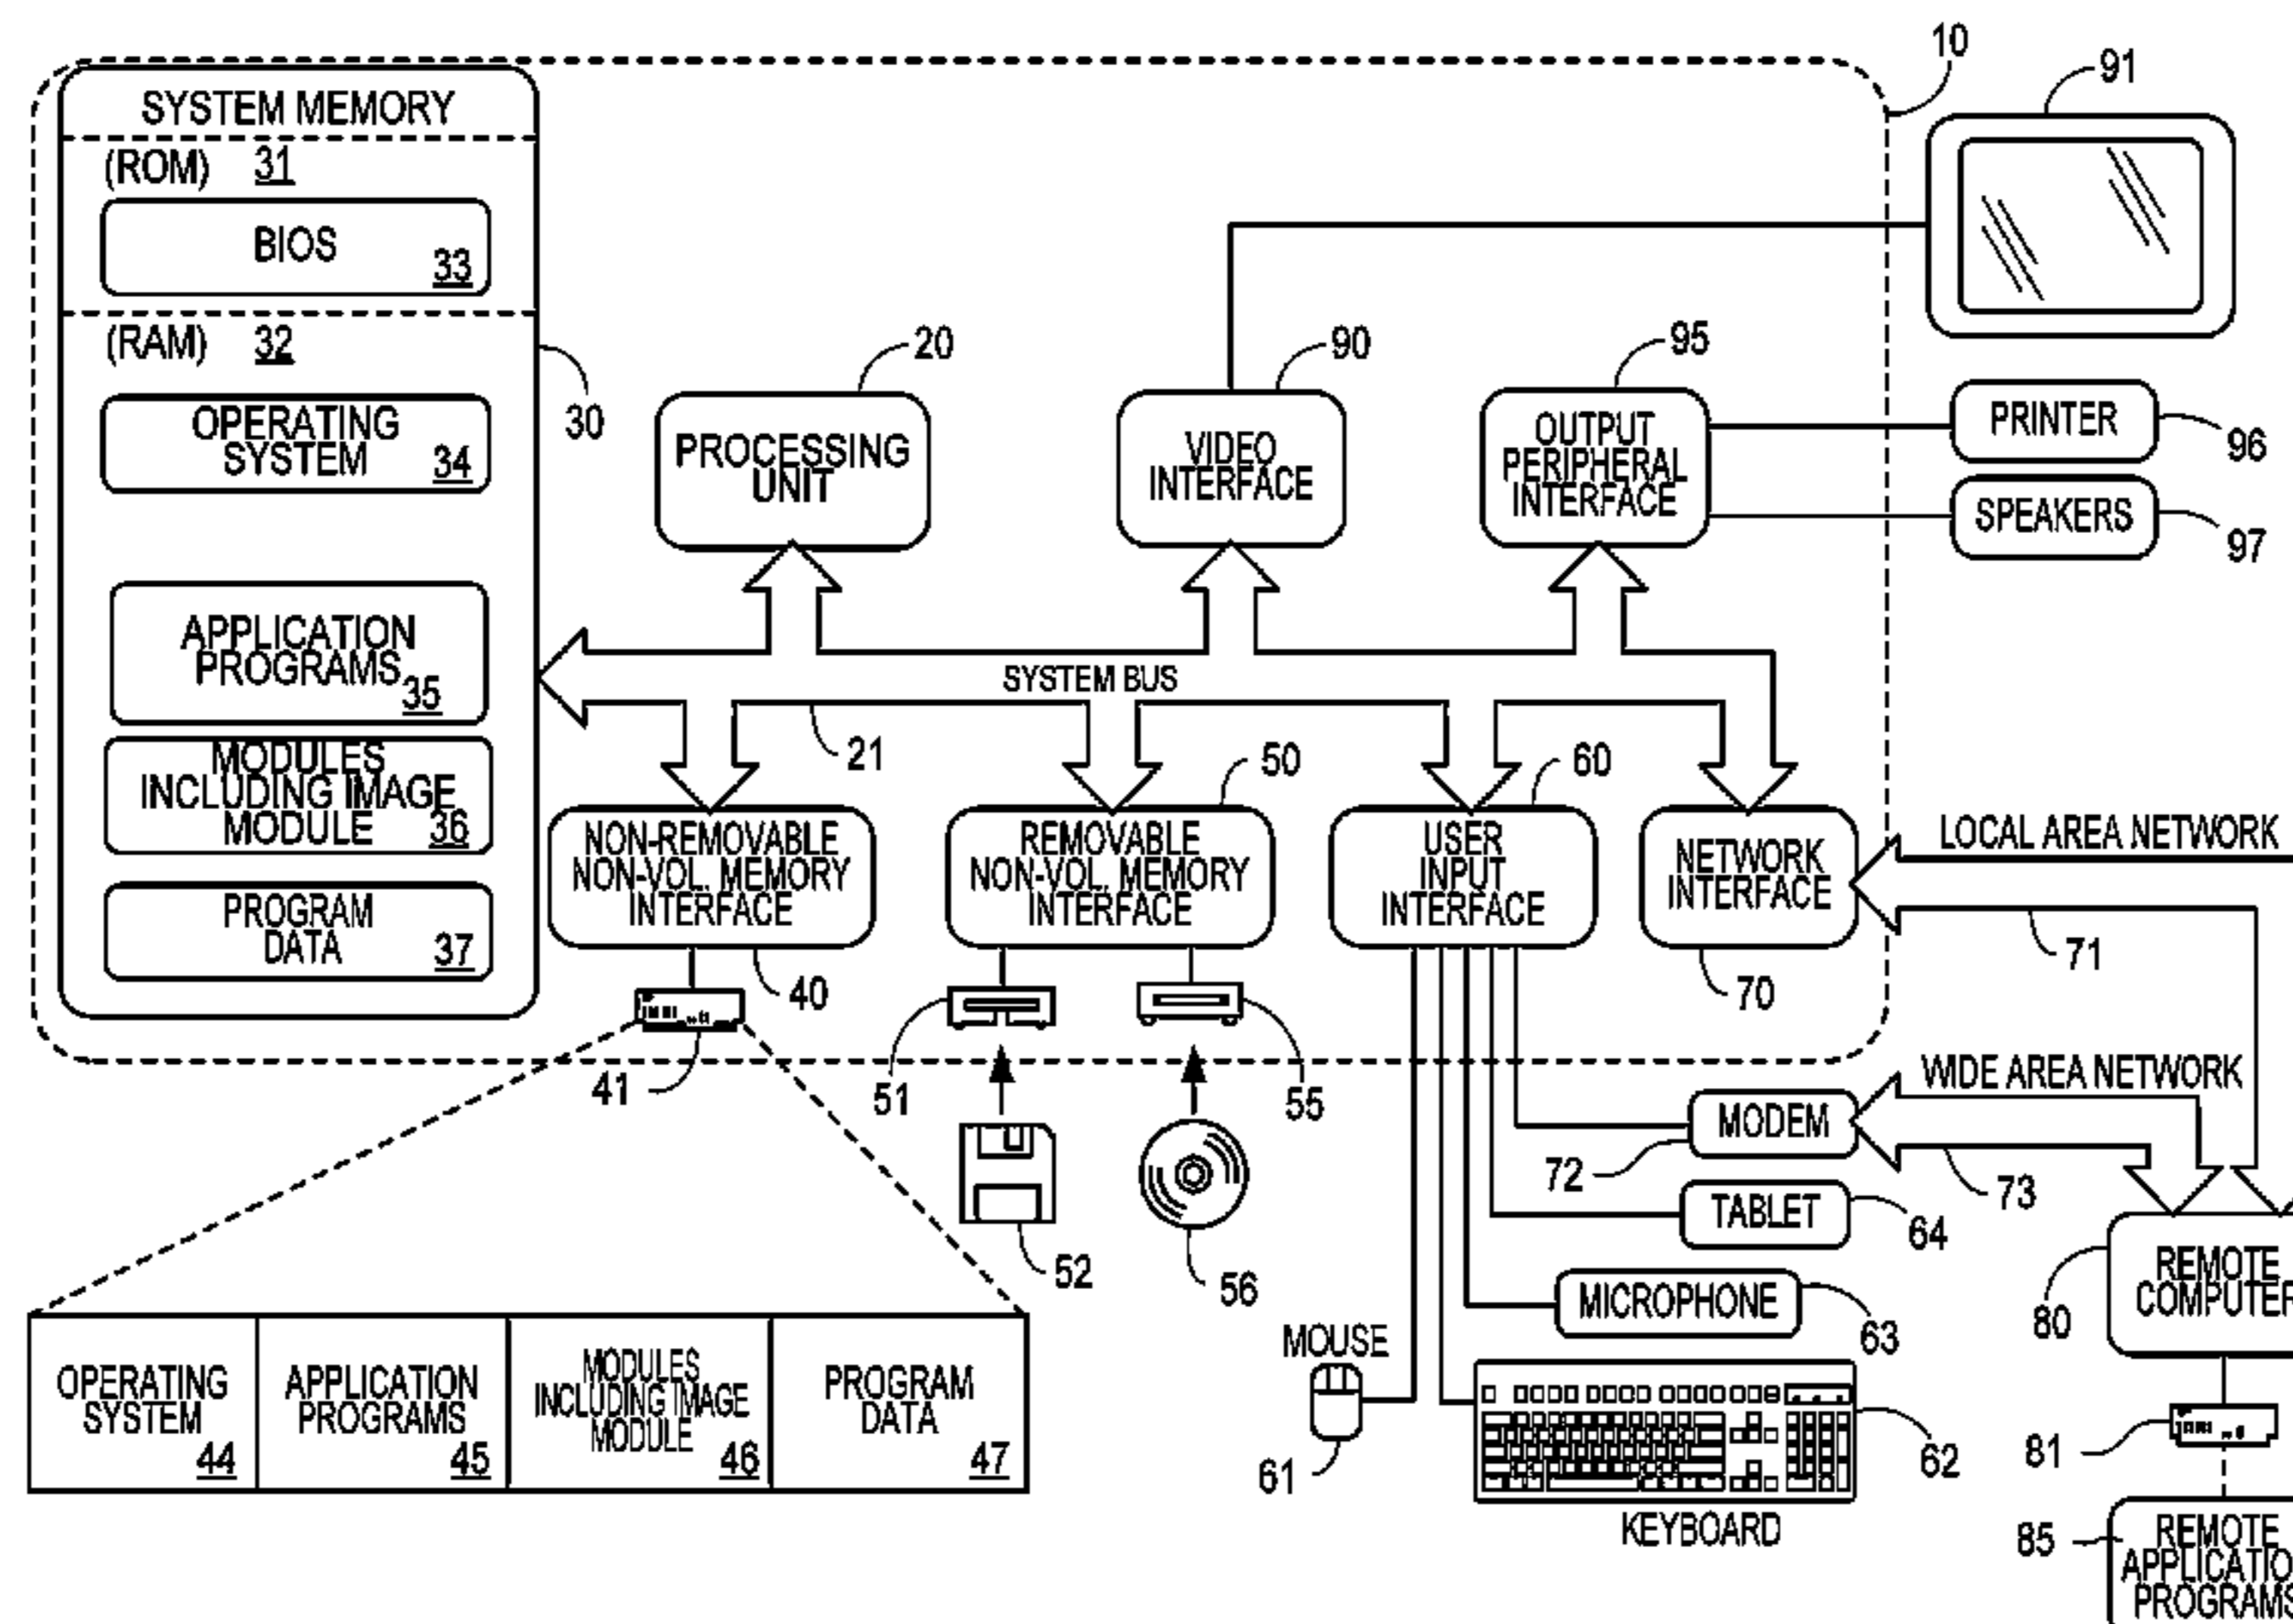 10
91
SYSTEM MEMORY
(ROM) 31
BIOS
33
(RAM) 32
OPERATING
SYSTEM
34
30
APPLICATION
PROGRAMS
35
MODULES
INCLUDING IMAGE
MODULE 36
PROGRAM
DATA
37
20
PROCESSING
UNIT
90
VIDEO
INTERFACE
95
OUTPUT
PERIPHERAL
INTERFACE
PRINTER
96
SPEAKERS
97
SYSTEM BUS
21
NON-REMOVABLE
NON-VOL. MEMORY
INTERFACE
40
41
50
REMOVABLE
NON-VOL. MEMORY
INTERFACE
51
55
52
56
60
USER
INPUT
INTERFACE
NETWORK
INTERFACE
70
LOCAL AREA NETWORK
71
WIDE AREA NETWORK
73
MODEM
72
TABLET
64
MICROPHONE
63
MOUSE
61
62
KEYBOARD
REMOTE
COMPUTER
80
81
85
REMOTE
APPLICATIO
PROGRAMS
OPERATING
SYSTEM
44
APPLICATION
PROGRAMS
45
MODULES
INCLUDING IMAGE
MODULE
46
PROGRAM
DATA
47